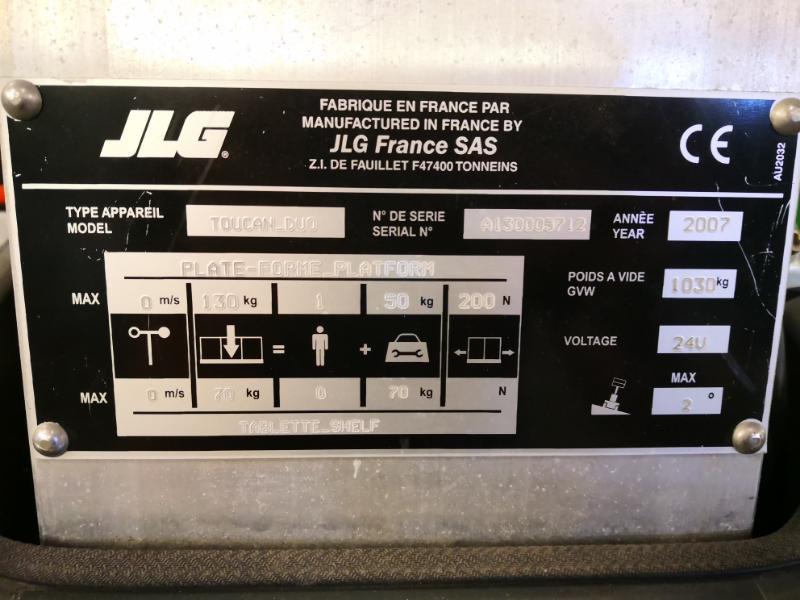 JLG
FABRIQUE EN FRANCE PAR
MANUFACTURED IN FRANCE BY
JLG France SAS
Z.I. DE FAUILLET F47400 TONNEINS
CE
AU2032
TYPE APPAREIL
MODEL
TOUCAN_DUO
N° DE SERIE
SERIAL N°
A130005712
ANNÈE
YEAR
2007
PLATE-FORME_PLATFORM
MAX 0 m/s 130 kg 1 50 kg 200 N
= +
MAX 0 m/s 70 kg 0 70 kg N
TABLETTE_SHELF
POIDS A VIDE
GVW
1030 kg
VOLTAGE 24V
MAX
2°